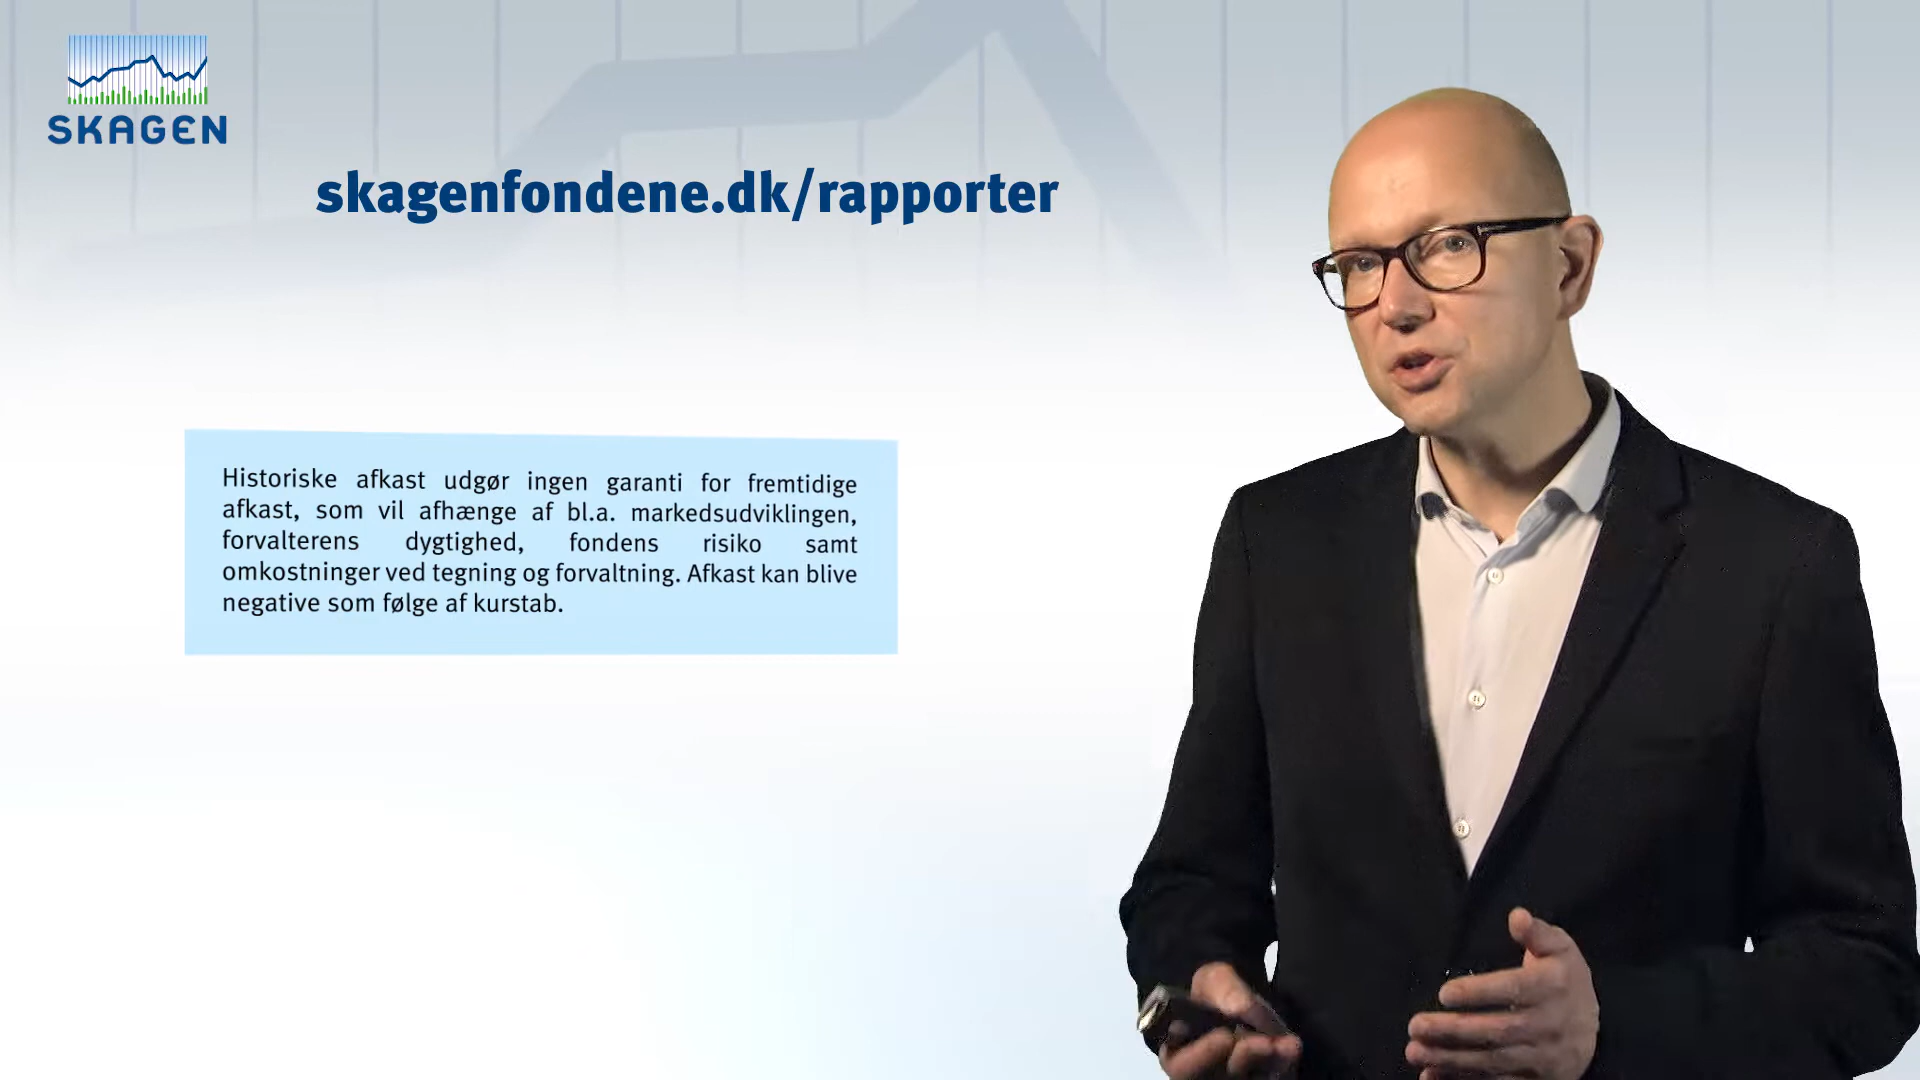 SKAGEN
skagenfondene.dk/rapporter
Historiske afkast udgør ingen garanti for fremtidige
afkast, som vil afhænge af bl.a. markedsudviklingen,
forvalterens dygtighed, fondens risiko samt
omkostninger ved tegning og forvaltning. Afkast kan blive
negative som følge af kurstab.